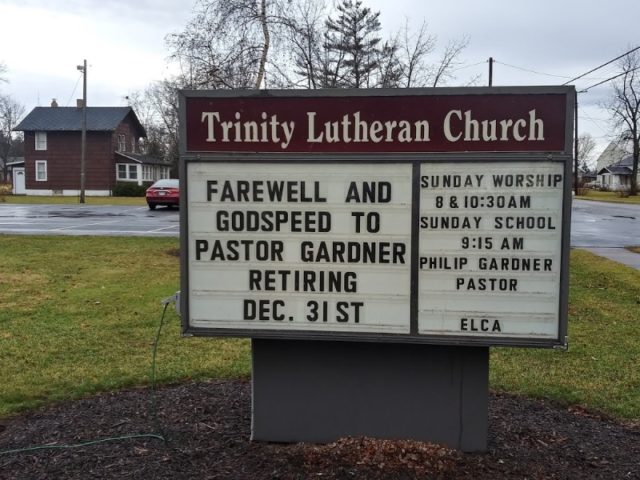 Trinity Lutheran Church
FAREWELL AND
GODSPEED TO
PASTOR GARDNER
RETIRING
DEC. 31ST
SUNDAY WORSHIP
8 & 10:30AM
SUNDAY SCHOOL
9:15 AM
PHILIP GARDNER
PASTOR
ELCA